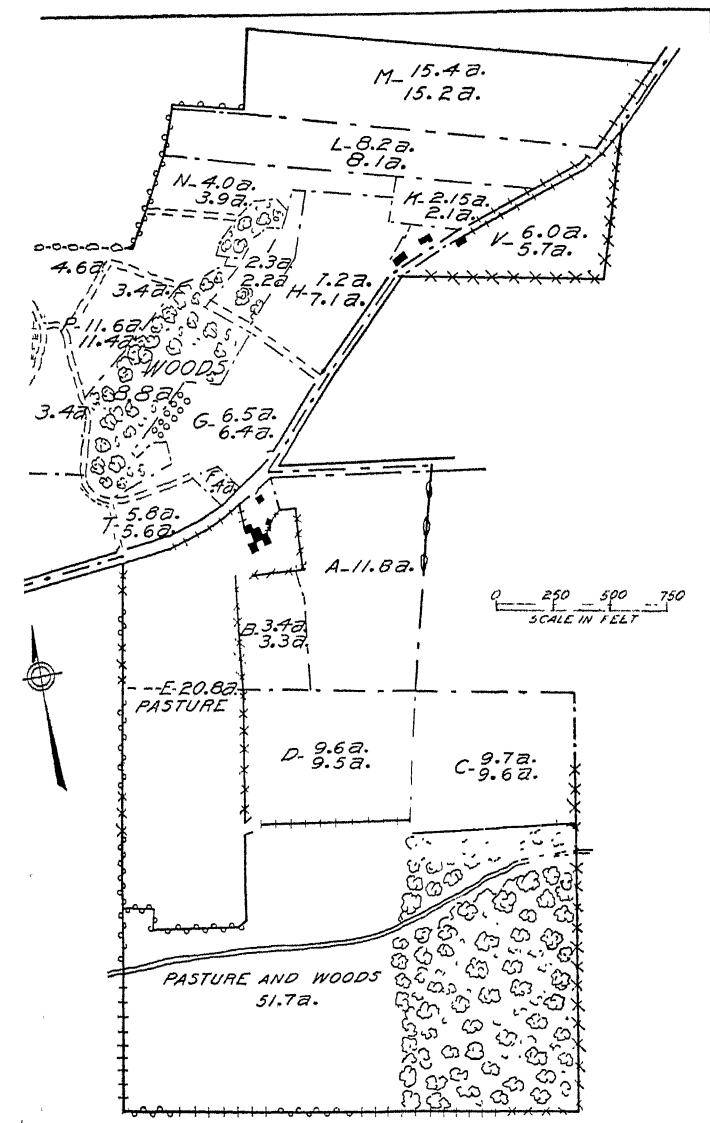 M- 15.4a.
15.2a.
L-8.2a.
8.1a.
N-4.0a.
3.9a.
K-2.15a.
2.1a.
V- 6.0a.
5.7a.
4.6a
3.4a.
2.3a
2.2a
H- 7.2a.
7.1a.
P-11.6a.
11.4a
WOODS
8.8a
3.4a
G- 6.5a.
6.4a.
F
.4a
T- 5.8a.
5.6a.
A-11.8a.
0 250 500 750
SCALE IN FEET
B- 3.4a
3.3a
E-20.8a
PASTURE
D- 9.6a.
9.5a.
C- 9.7a.
9.6a.
PASTURE AND WOODS
51.7a.